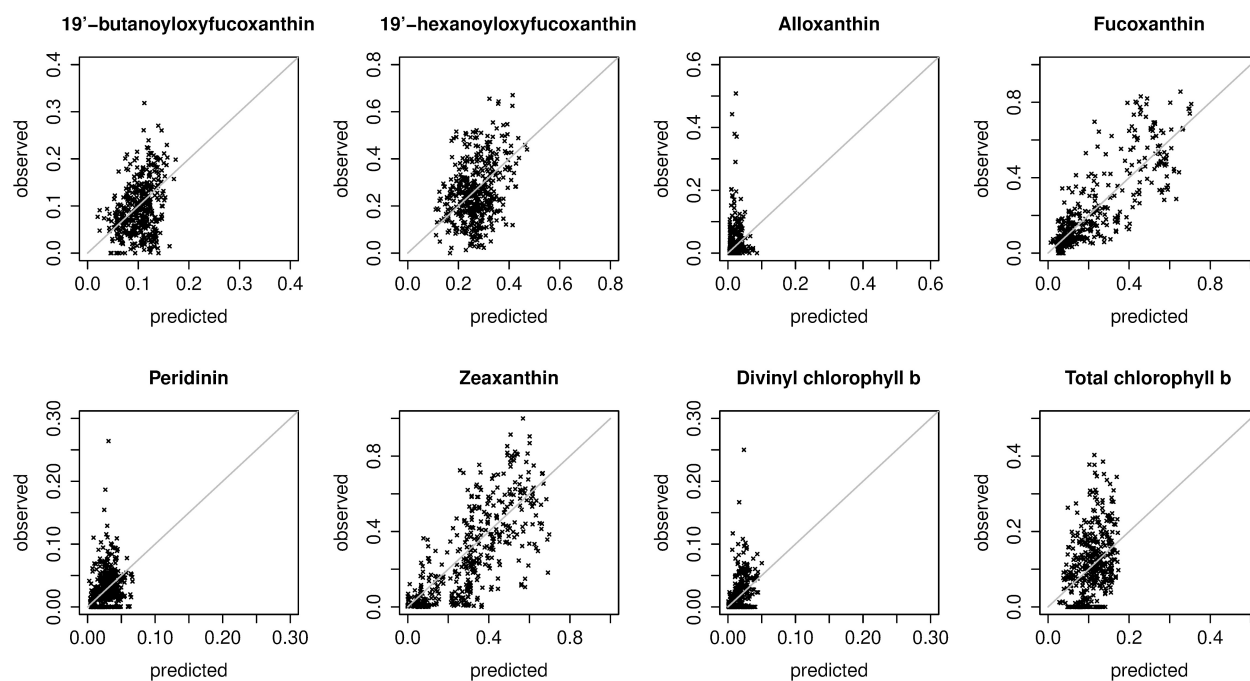 19’−butanoyloxyfucoxanthin
observed
0.0 0.1 0.2 0.3 0.4
0.0 0.1 0.2 0.3 0.4
predicted
19’−hexanoyloxyfucoxanthin
observed
0.0 0.2 0.4 0.6 0.8
0.0 0.2 0.4 0.6 0.8
predicted
Alloxanthin
observed
0.0 0.2 0.4 0.6
0.0 0.2 0.4 0.6
predicted
Fucoxanthin
observed
0.0 0.4 0.8
0.0 0.4 0.8
predicted
Peridinin
observed
0.00 0.10 0.20 0.30
0.00 0.10 0.20 0.30
predicted
Zeaxanthin
observed
0.0 0.4 0.8
0.0 0.4 0.8
predicted
Divinyl chlorophyll b
observed
0.00 0.10 0.20 0.30
0.00 0.10 0.20 0.30
predicted
Total chlorophyll b
observed
0.0 0.2 0.4
0.0 0.2 0.4
predicted